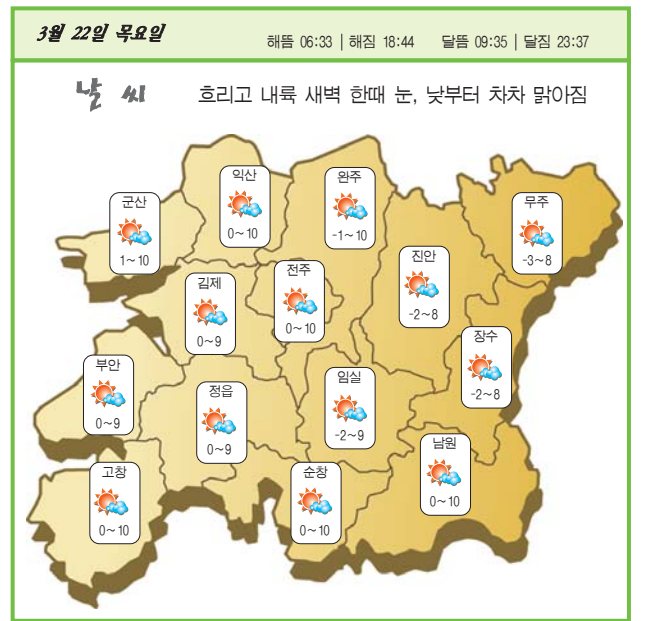 3월 22일 목요일
해뜸 06:33 | 해짐 18:44 달뜸 09:35 | 달짐 23:37
날 씨
흐리고 내륙 새벽 한때 눈, 낮부터 차차 맑아짐
익산
0~10
완주
-1~10
군산
1~10
무주
-3~8
진안
-2~8
전주
0~10
김제
0~9
장수
-2~8
부안
0~9
정읍
0~9
임실
-2~9
남원
0~10
고창
0~10
순창
0~10